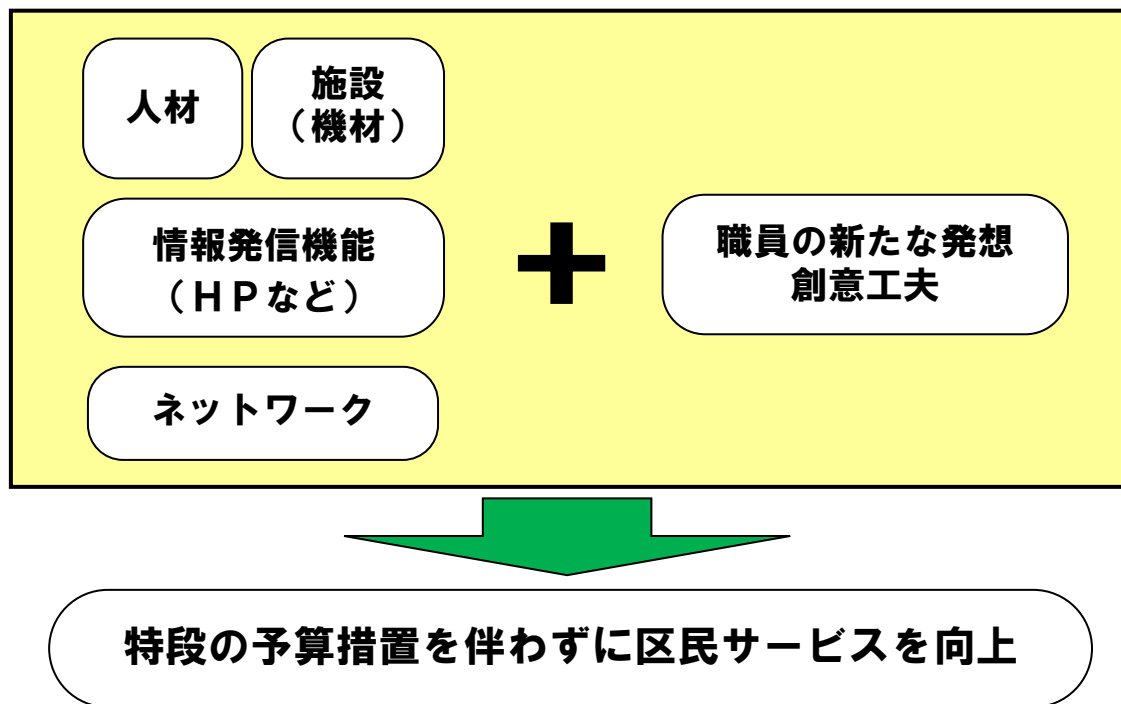 人材
施設
（機材）
情報発信機能
（ＨＰなど）
ネットワーク
＋
職員の新たな発想
創意工夫
特段の予算措置を伴わずに区民サービスを向上